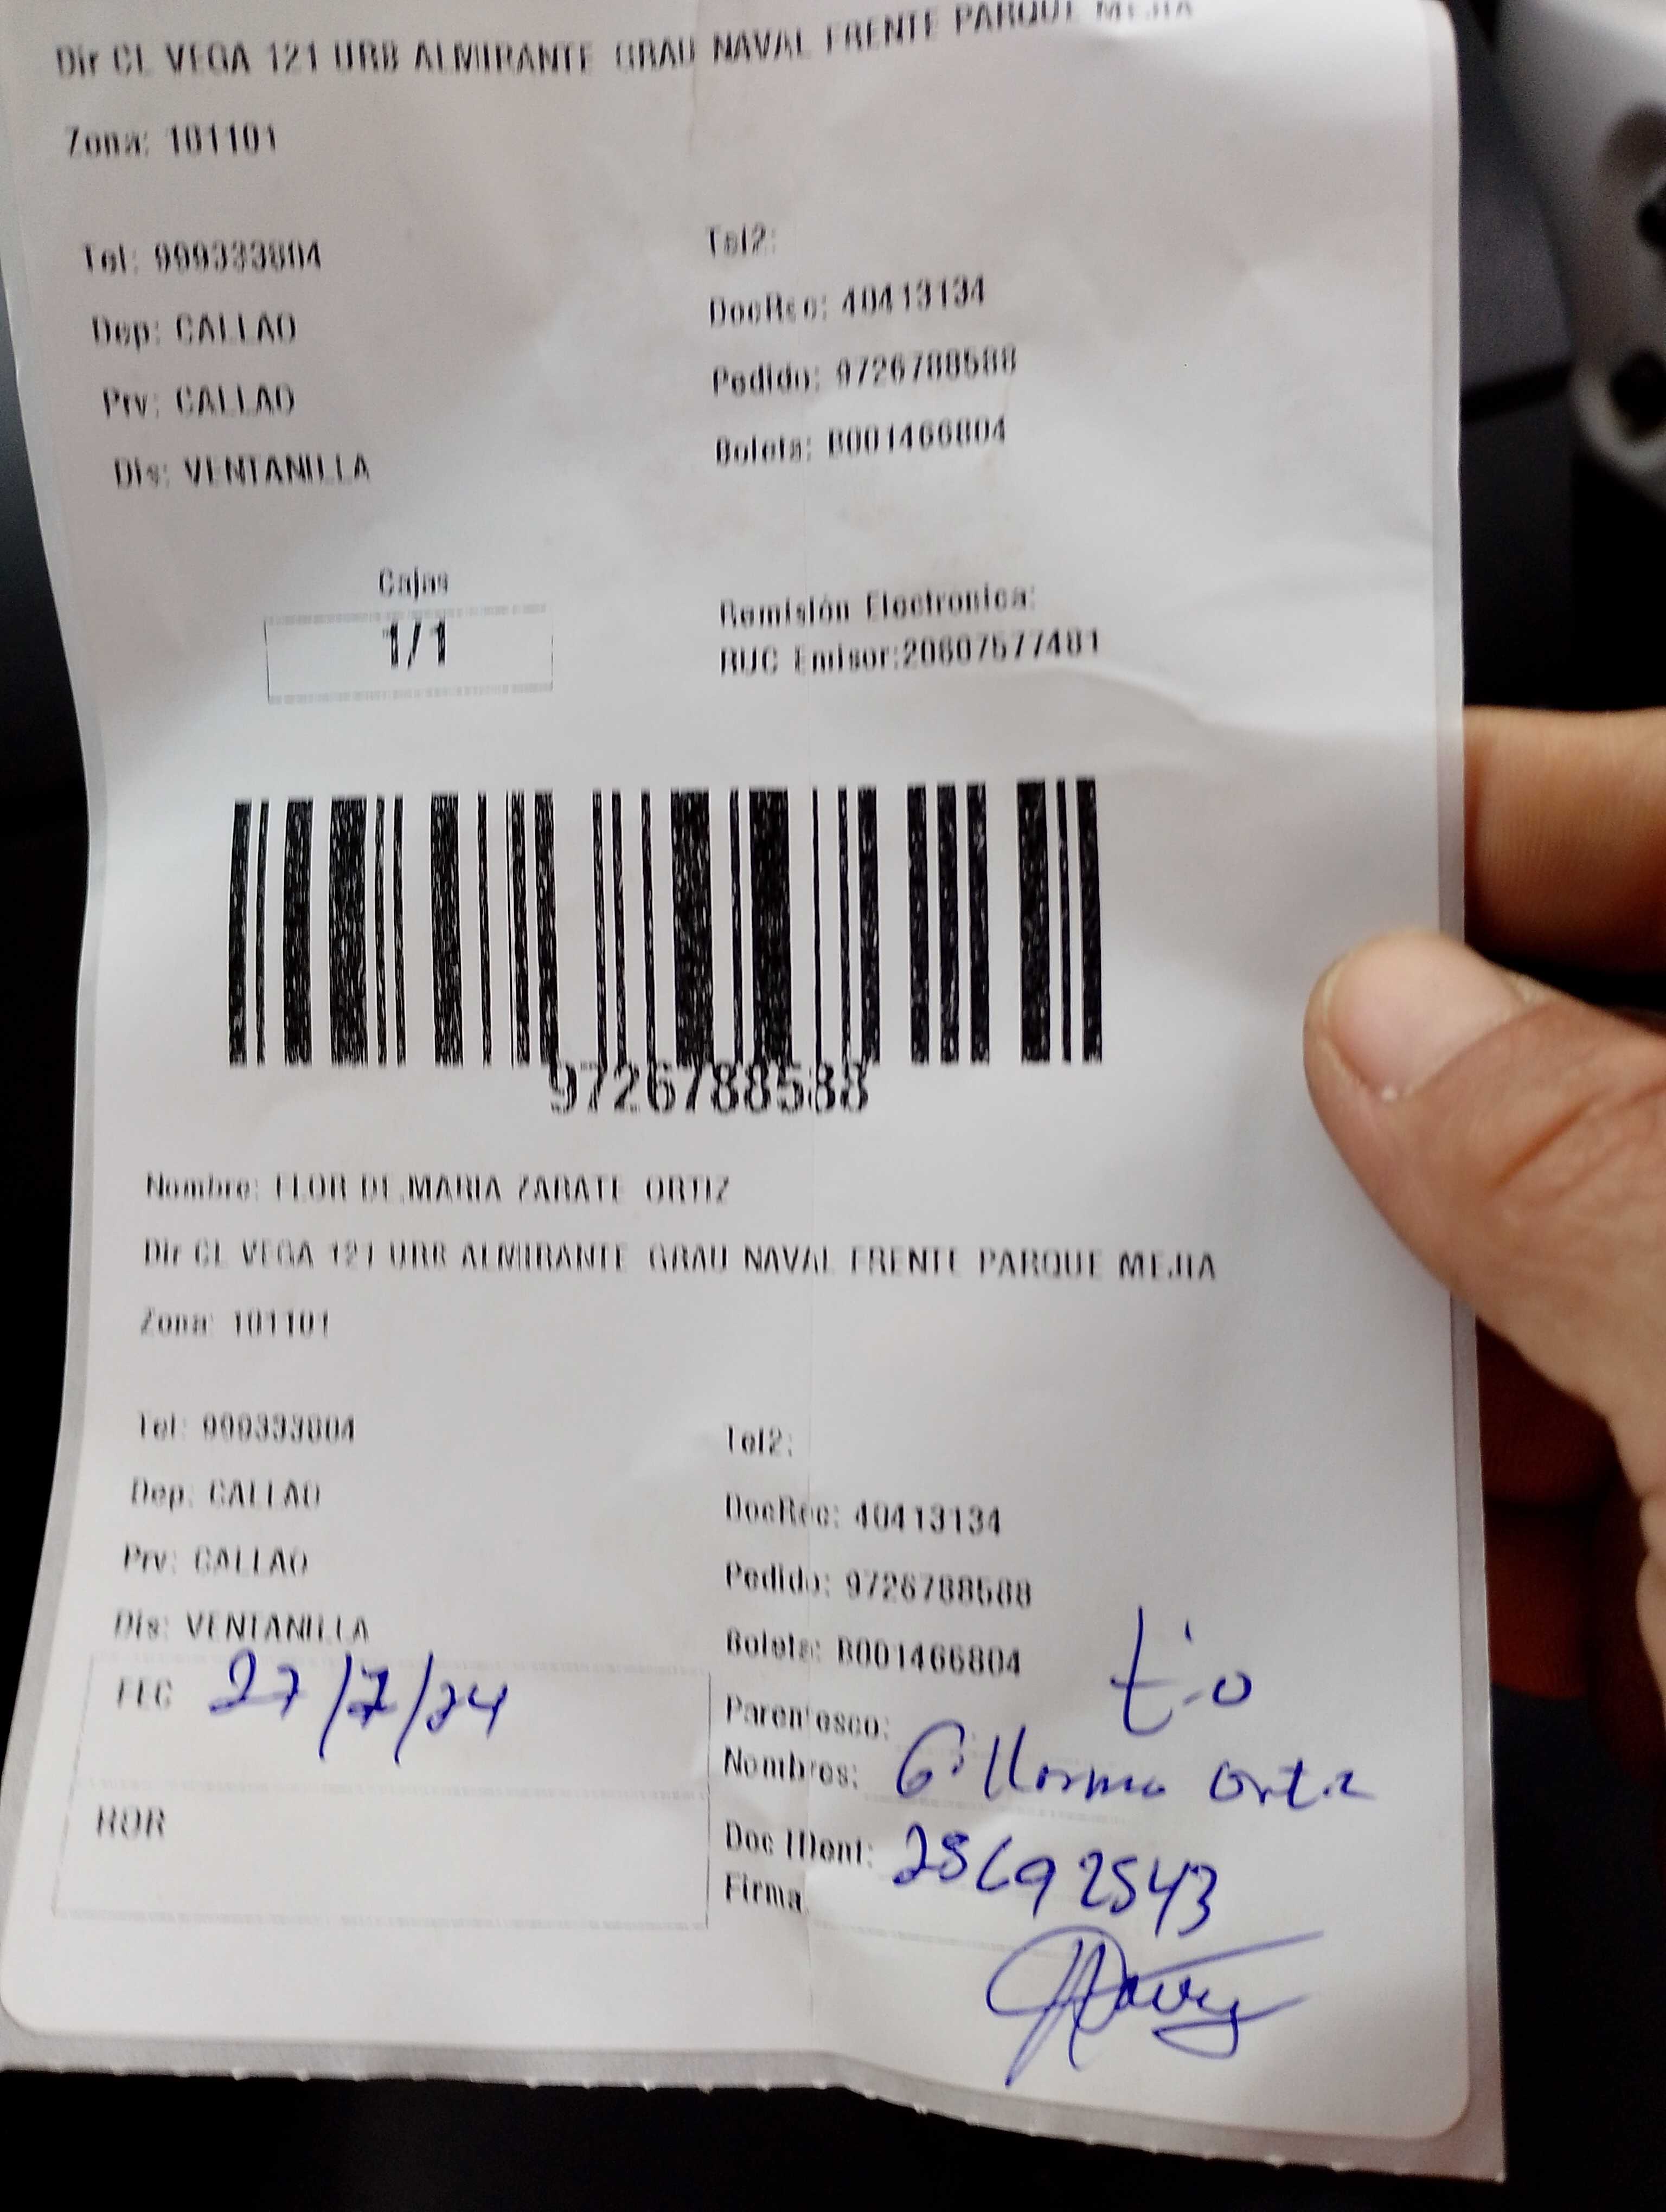 Dir CL VEGA 121 URB ALMIRANTE GRAU NAVAL FRENTE PARQUE MEJIA
Zona: 101101
Tel: 999333804 Tel2:
DocRec: 40413134
Dep: CALLAO
Pedido: 9726788588
Prv: CALLAO
Boleta: B001466804
Dis: VENTANILLA
Cajas
1/1
Remisión Electronica:
RUC Emisor:20607577481
9726788588
Nombre: FLOR DE MARIA ZARATE ORTIZ
Dir CL VEGA 121 URB ALMIRANTE GRAU NAVAL FRENTE PARQUE MEJIA
Zona: 101101
Tel: 999333804 Tel2:
Dep: CALLAO DocRec: 40413134
Prv: CALLAO Pedido: 9726788588
Dis: VENTANILLA Boleta: B001466804
FEC 27/7/24
Parentesco: tio
Nombres: Gillermo Ortiz
HOR
Doc IDent: 25692543
Firma